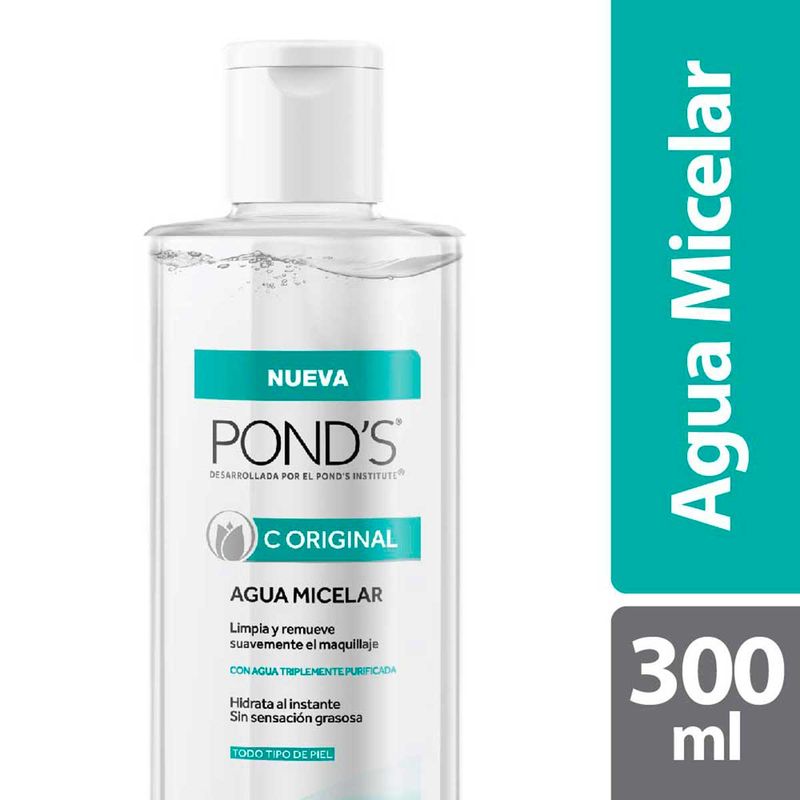 NUEVA
POND'S®
DESARROLLADA POR EL POND'S INSTITUTE®
C ORIGINAL
AGUA MICELAR
Limpia y remueve
suavemente el maquillaje
CON AGUA TRIPLEMENTE PURIFICADA
Hidrata al instante
Sin sensación grasosa
TODO TIPO DE PIEL
Agua Micelar
300
ml